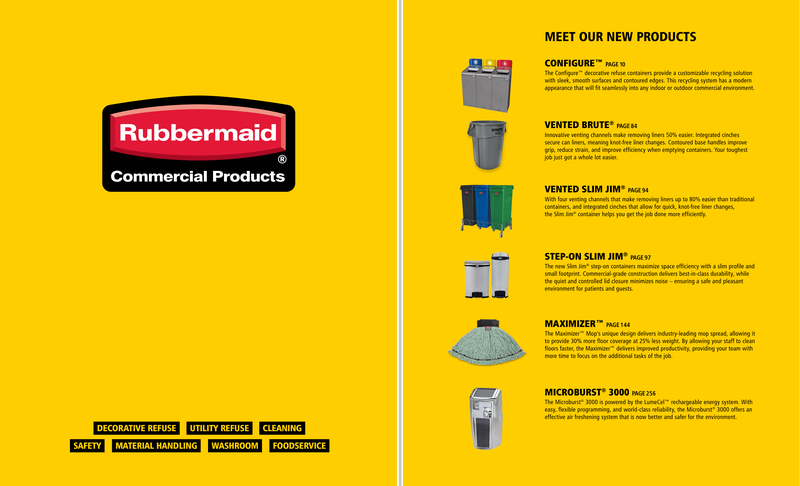 Rubbermaid
®
Commercial Products
DECORATIVE REFUSE UTILITY REFUSE CLEANING
SAFETY MATERIAL HANDLING WASHROOM FOODSERVICE
MEET OUR NEW PRODUCTS
CONFIGURE™ PAGE 10
The Configure™ decorative refuse containers provide a customizable recycling solution
with sleek, smooth surfaces and contoured edges. This recycling system has a modern
appearance that will fit seamlessly into any indoor or outdoor commercial environment.
VENTED BRUTE® PAGE 84
Innovative venting channels make removing liners 50% easier. Integrated cinches
secure can liners, meaning knot-free liner changes. Contoured base handles improve
grip, reduce strain, and improve efficiency when emptying containers. Your toughest
job just got a whole lot easier.
VENTED SLIM JIM® PAGE 94
With four venting channels that make removing liners up to 80% easier than traditional
containers, and integrated cinches that allow for quick, knot-free liner changes,
the Slim Jim® container helps you get the job done more efficiently.
STEP-ON SLIM JIM® PAGE 97
The new Slim Jim® step-on containers maximize space efficiency with a slim profile and
small footprint. Commercial-grade construction delivers best-in-class durability, while
the quiet and controlled lid closure minimizes noise – ensuring a safe and pleasant
environment for patients and guests.
MAXIMIZER™ PAGE 144
The Maximizer™ Mop's unique design delivers industry-leading mop spread, allowing it
to provide 30% more floor coverage at 25% less weight. By allowing your staff to clean
floors faster, the Maximizer™ delivers improved productivity, providing your team with
more time to focus on the additional tasks of the job.
MICROBURST® 3000 PAGE 256
The Microburst® 3000 is powered by the LumeCel™ rechargeable energy system. With
easy, flexible programming, and world-class reliability, the Microburst® 3000 offers an
effective air freshening system that is now better and safer for the environment.